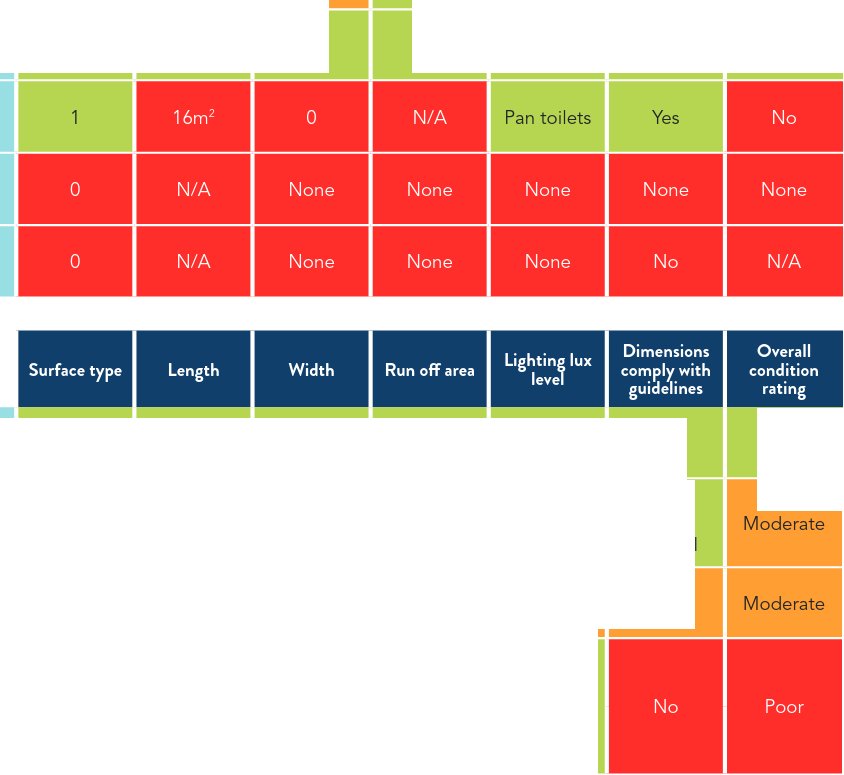 1 16m² 0 N/A Pan toilets Yes No
0 N/A None None None None None
0 N/A None None None No N/A
Surface type Length Width Run off area Lighting lux level Dimensions comply with guidelines Overall condition rating
Moderate
Moderate
No Poor